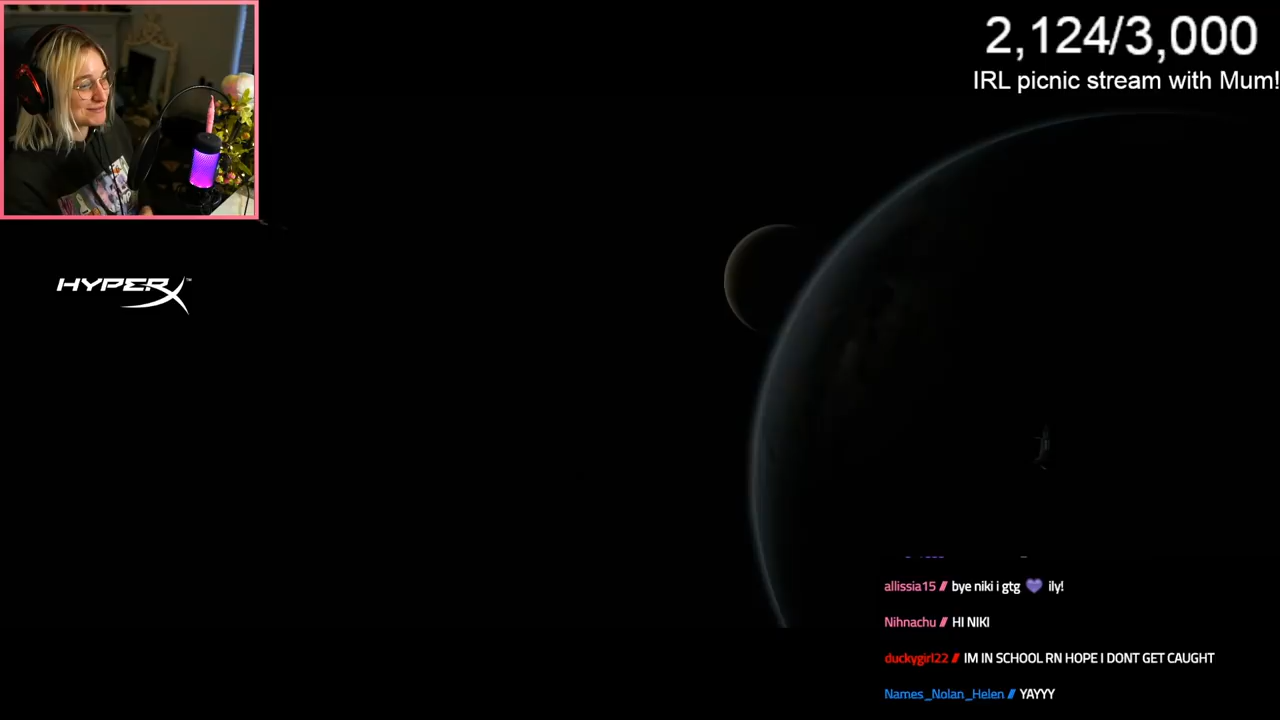 2,124/3,000
IRL picnic stream with Mum!
HYPERX™
allissia15 // bye niki i gtg 💜 ily!
Nihnachu // HI NIKI
duckygirl22 // IM IN SCHOOL RN HOPE I DONT GET CAUGHT
Names_Nolan_Helen // YAYYY